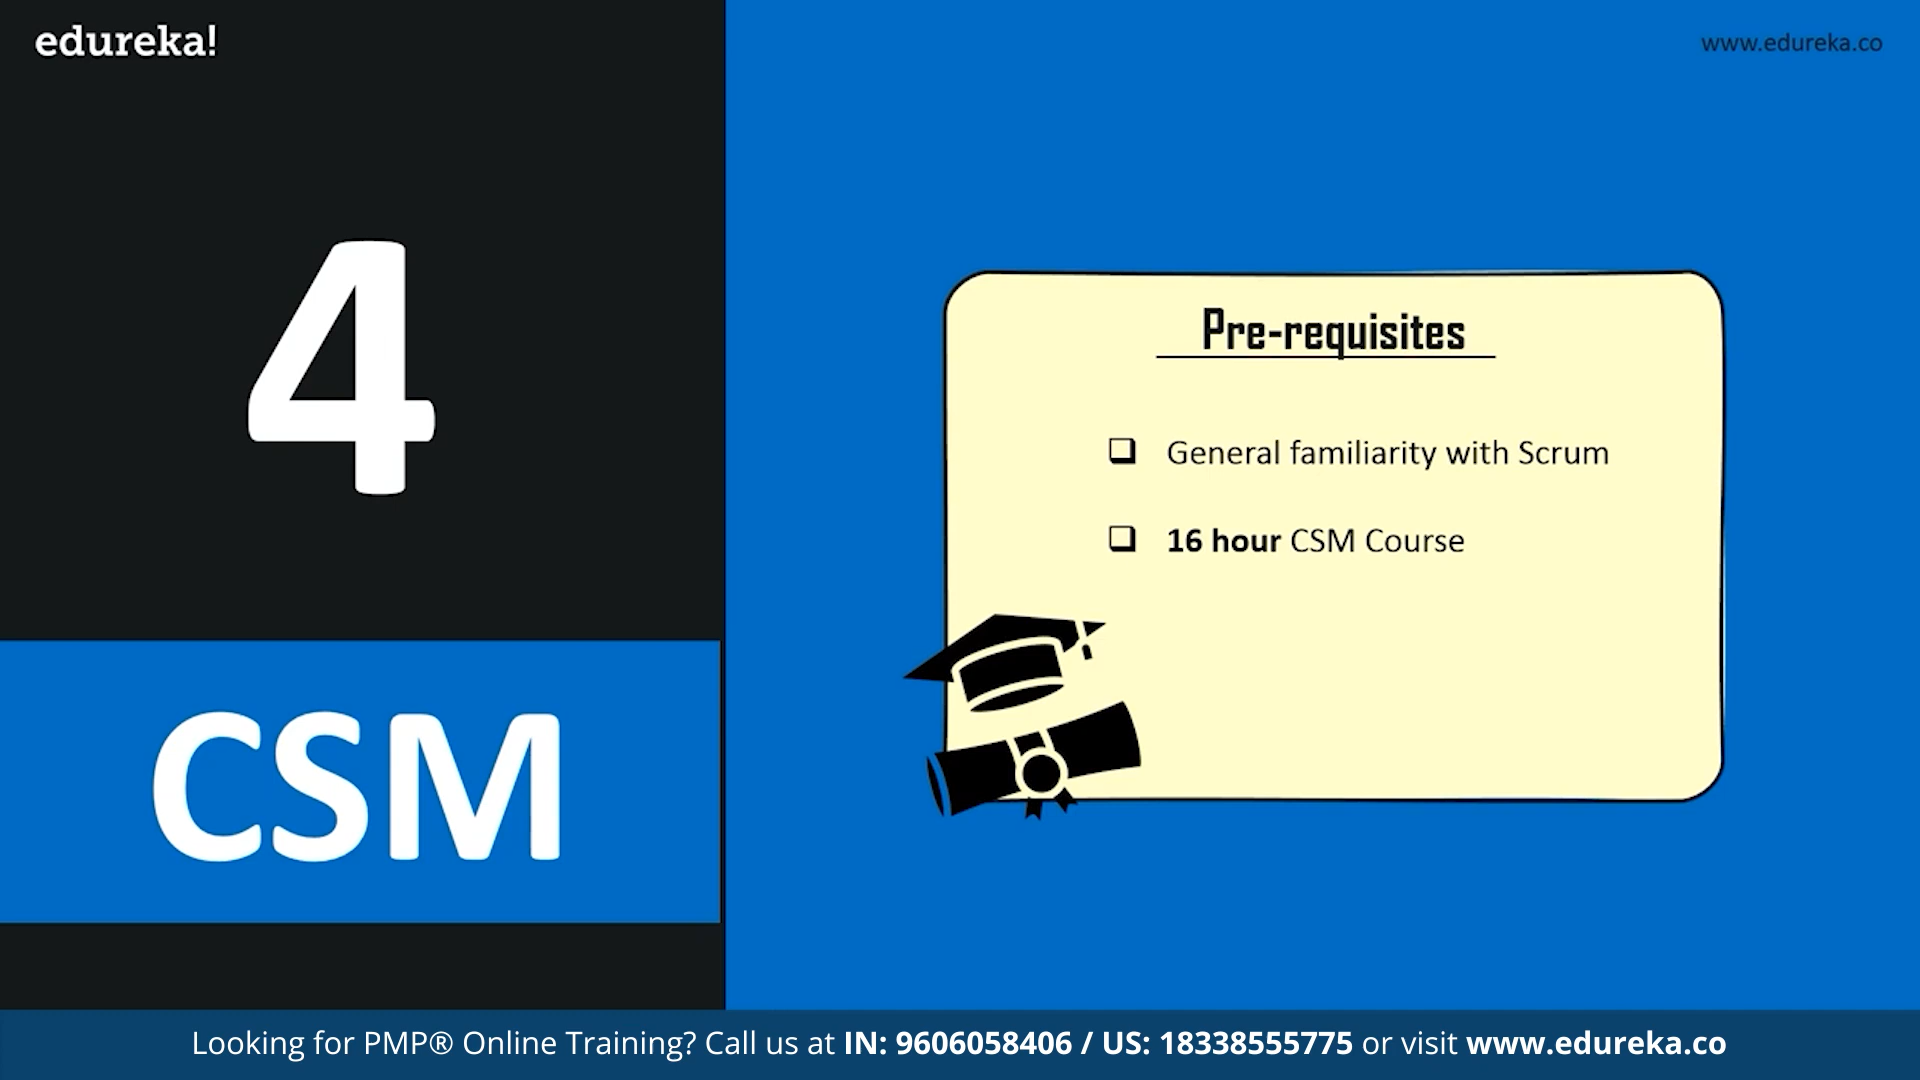 edureka!
www.edureka.co
4
CSM
Pre-requisites
General familiarity with Scrum
16 hour CSM Course
Looking for PMP® Online Training? Call us at IN: 9606058406 / US: 18338555775 or visit www.edureka.co